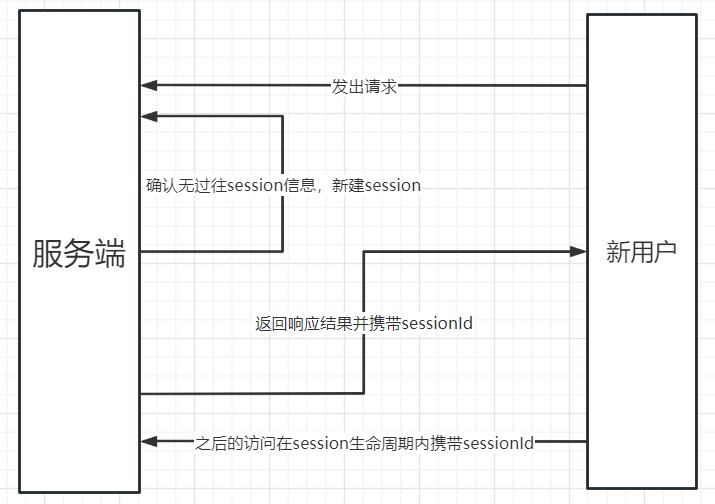 发出请求
确认无过往session信息，新建session
服务端
新用户
返回响应结果并携带sessionId
之后的访问在session生命周期内携带sessionId